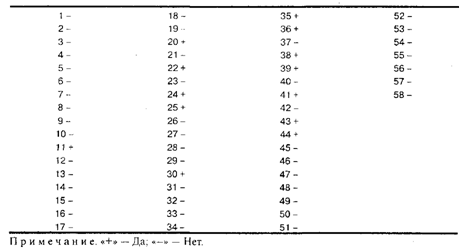 1 – 18 – 35 + 52 –
2 – 19 – 36 + 53 –
3 – 20 + 37 – 54 –
4 – 21 – 38 + 55 –
5 – 22 + 39 + 56 –
6 – 23 – 40 – 57 –
7 – 24 + 41 + 58 –
8 – 25 + 42 –
9 – 26 – 43 +
10 – 27 – 44 +
11 + 28 – 45 –
12 – 29 – 46 –
13 – 30 + 47 –
14 – 31 – 48 –
15 – 32 – 49 –
16 – 33 – 50 –
17 – 34 – 51 –
Примечание. «+» — Да; «–» — Нет.